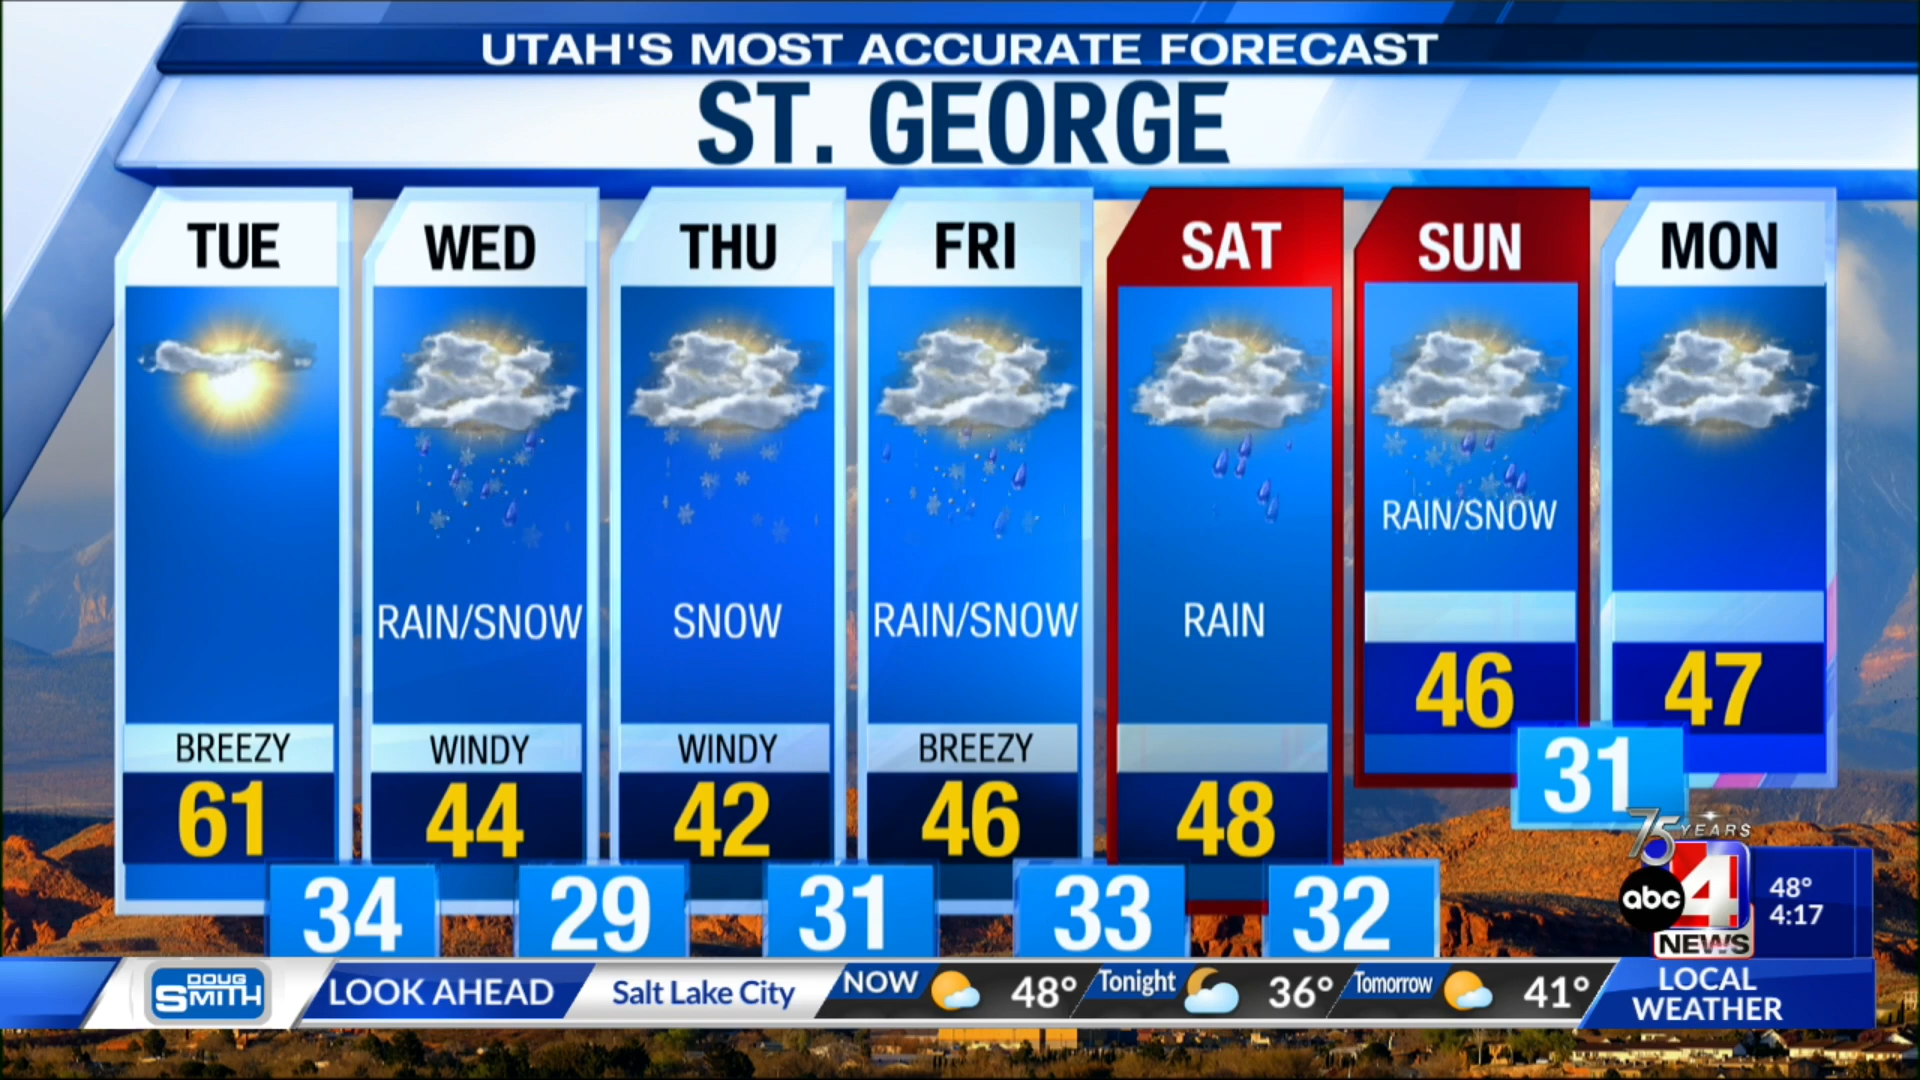 UTAH'S MOST ACCURATE FORECAST
ST. GEORGE
TUE
WED
THU
FRI
SAT
SUN
MON
RAIN/SNOW
SNOW
RAIN/SNOW
RAIN
RAIN/SNOW
BREEZY
WINDY
WINDY
BREEZY
61
44
42
46
48
46
47
34
29
31
33
32
31
75 YEARS
abc 4
NEWS
48°
4:17
DOUG
SMITH
LOOK AHEAD
Salt Lake City
NOW
48°
Tonight
36°
Tomorrow
41°
LOCAL
WEATHER